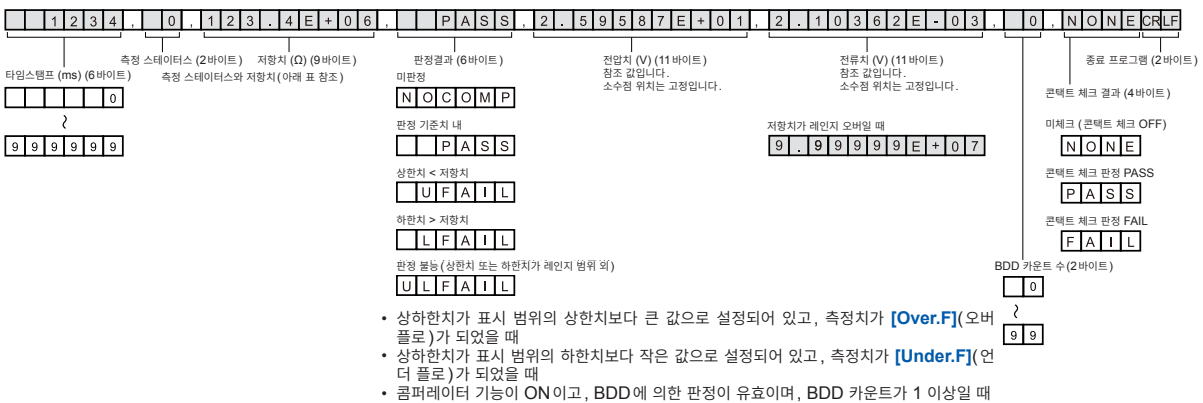 1234, 0,123.4E+06, PASS,2.59587E+01,2.10362E-03, 0,NONECRLF
타임스탬프 (ms) (6바이트)
0
~
999999
측정 스테이터스 (2바이트) 저항치 (Ω) (9바이트)
측정 스테이터스와 저항치(아래 표 참조)
판정결과 (6바이트)
미판정
NOCOMP
판정 기준치 내
PASS
상한치 < 저항치
UFAIL
하한치 > 저항치
LFAIL
판정 불능(상한치 또는 하한치가 레인지 범위 외)
ULFAIL
• 상하한치가 표시 범위의 상한치보다 큰 값으로 설정되어 있고, 측정치가 [Over.F](오버
플로)가 되었을 때
• 상하한치가 표시 범위의 하한치보다 작은 값으로 설정되어 있고, 측정치가 [Under.F](언
더 플로)가 되었을 때
• 콤퍼레이터 기능이 ON이고, BDD에 의한 판정이 유효이며, BDD 카운트가 1 이상일 때
전압치 (V) (11바이트)
참조 값입니다.
소수점 위치는 고정입니다.
전류치 (V) (11바이트)
참조 값입니다.
소수점 위치는 고정입니다.
저항치가 레인지 오버일 때
9.99999E+07
종료 프로그램 (2바이트)
콘택트 체크 결과 (4바이트)
미체크 (콘택트 체크 OFF)
NONE
콘택트 체크 판정 PASS
PASS
콘택트 체크 판정 FAIL
FAIL
BDD 카운트 수(2바이트)
0
~
99